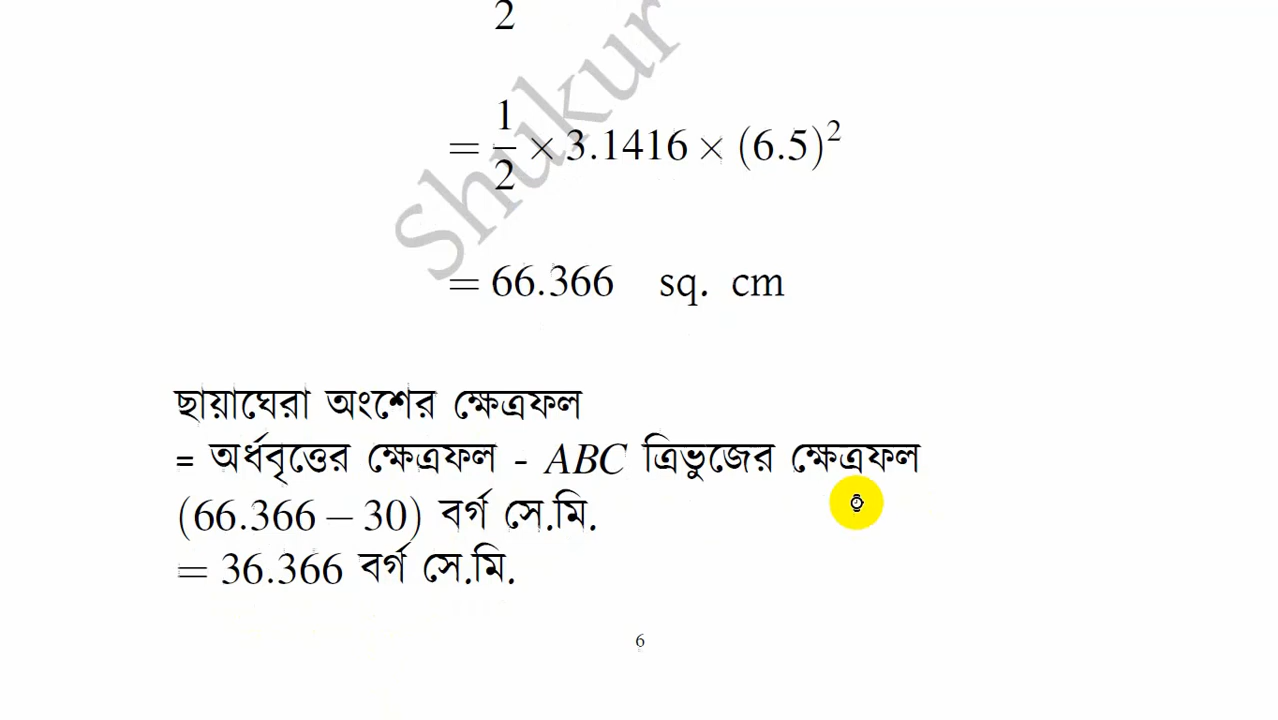 2
= 1/2 × 3.1416 × (6.5)²
= 66.366 sq. cm
Shukur
ছায়াঘেরা অংশের ক্ষেত্রফল
= অর্ধবৃত্তের ক্ষেত্রফল - ABC ত্রিভুজের ক্ষেত্রফল
(66.366 − 30) বর্গ সে.মি.
= 36.366 বর্গ সে.মি.
6